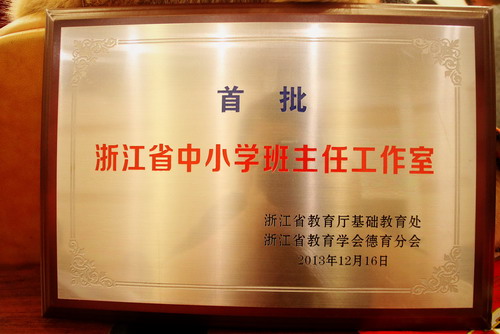 首批
浙江省中小学班主任工作室
浙江省教育厅基础教育处
浙江省教育学会德育分会
2013年12月16日